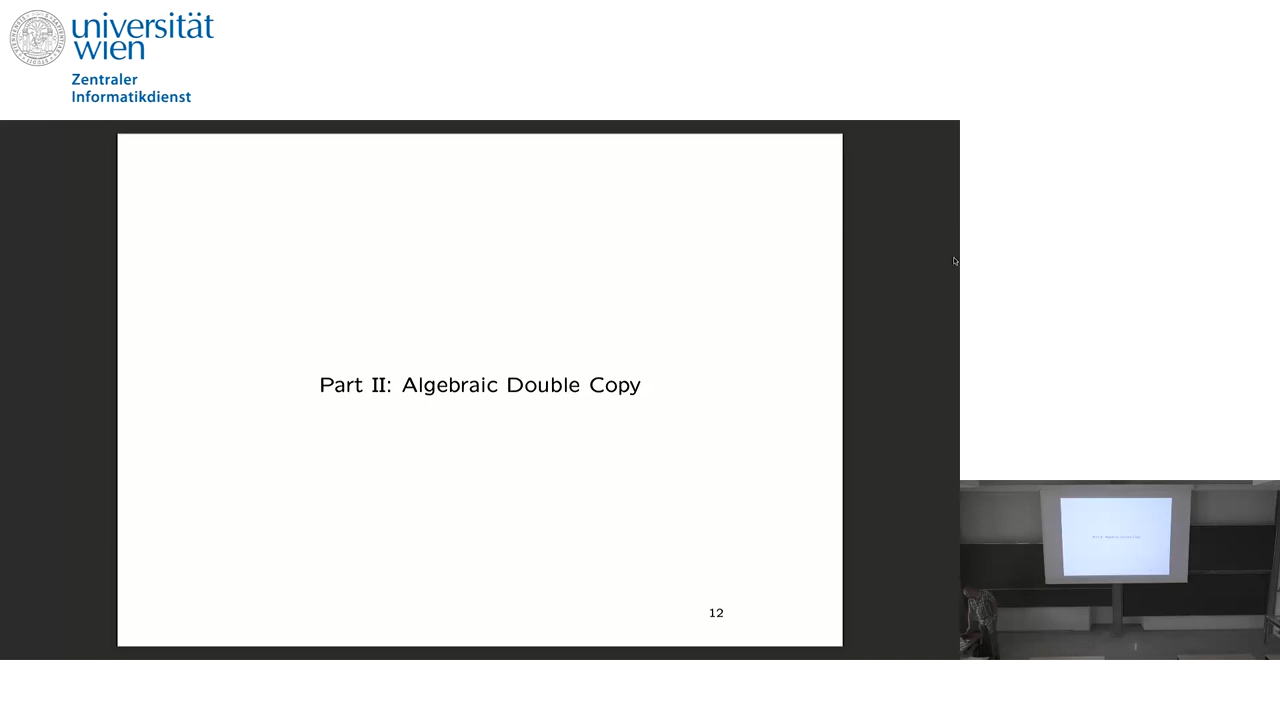 universität
wien
Zentraler
Informatikdienst
Part II: Algebraic Double Copy
12